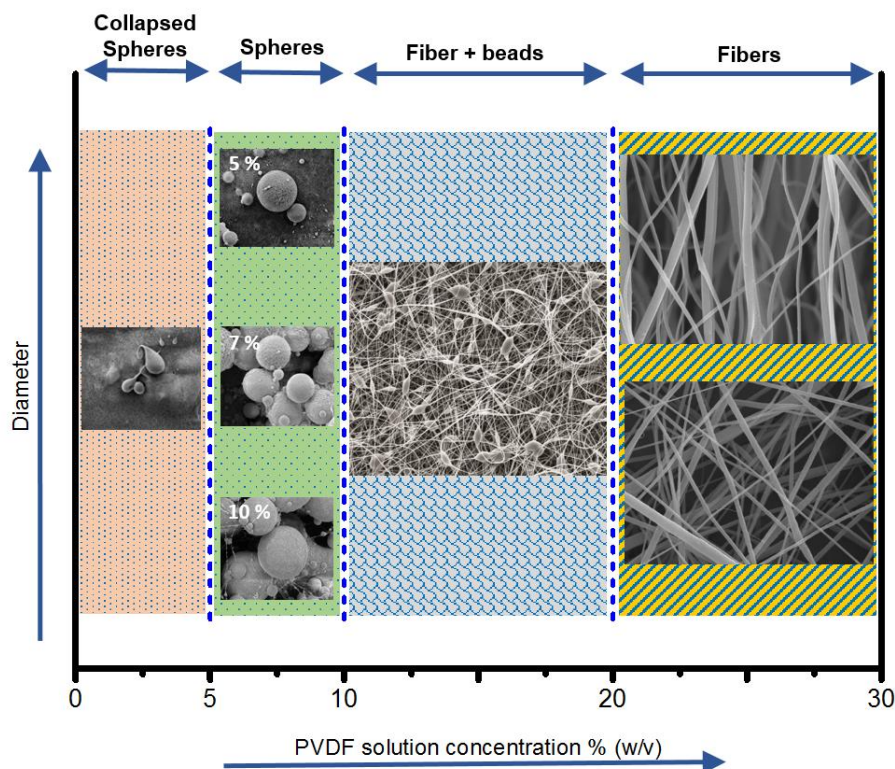 Collapsed
Spheres
Spheres
Fiber + beads
Fibers
5 %
7 %
10 %
Diameter
0
5
10
20
30
PVDF solution concentration % (w/v)